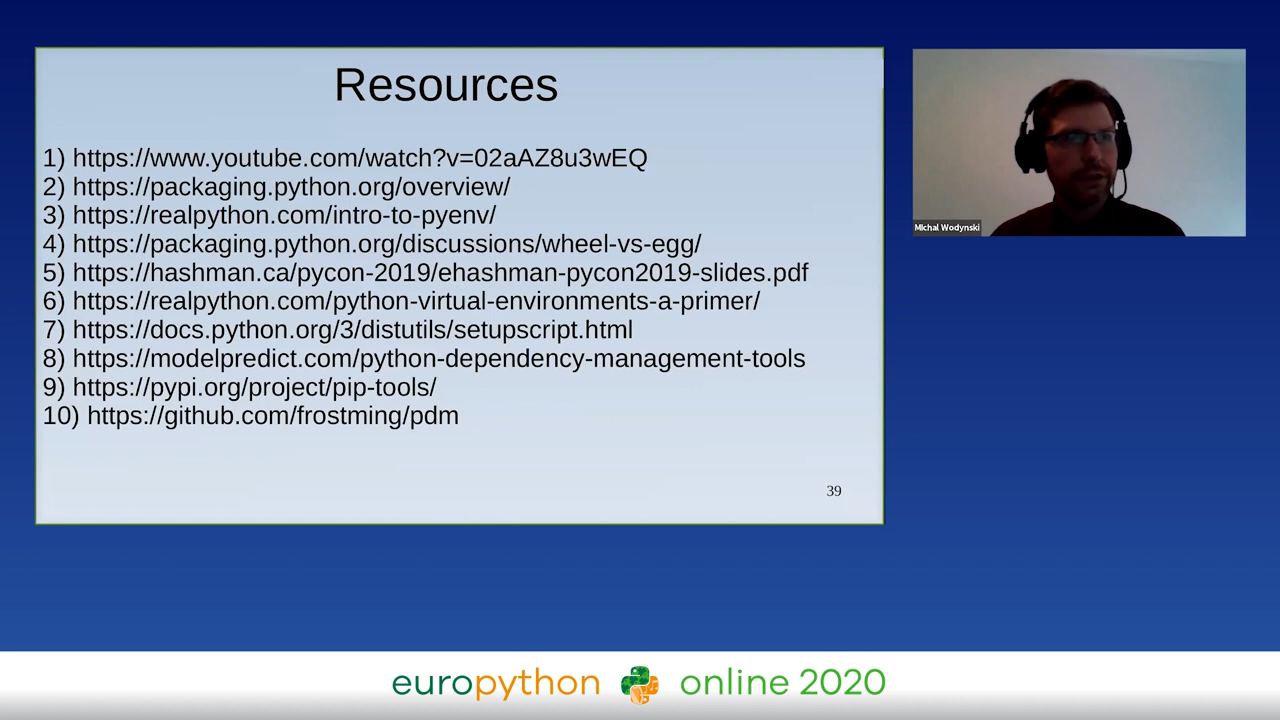 Resources
1) https://www.youtube.com/watch?v=02aAZ8u3wEQ
2) https://packaging.python.org/overview/
3) https://realpython.com/intro-to-pyenv/
4) https://packaging.python.org/discussions/wheel-vs-egg/
5) https://hashman.ca/pycon-2019/ehashman-pycon2019-slides.pdf
6) https://realpython.com/python-virtual-environments-a-primer/
7) https://docs.python.org/3/distutils/setupscript.html
8) https://modelpredict.com/python-dependency-management-tools
9) https://pypi.org/project/pip-tools/
10) https://github.com/frostming/pdm
39
Michal Wodynski
europython online 2020